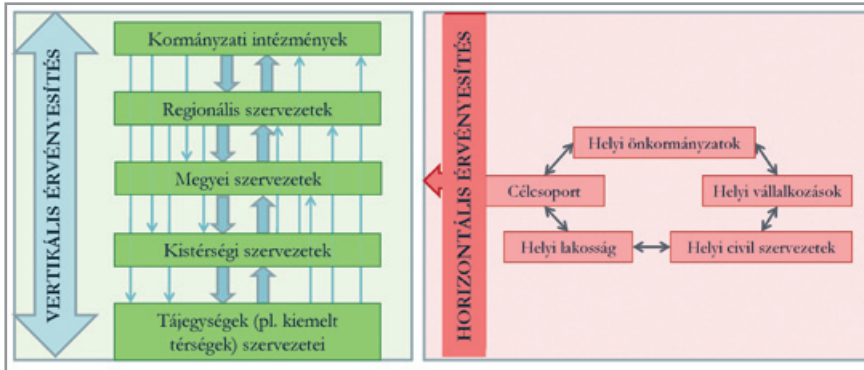 VERTIKÁLIS ÉRVÉNYESÍTÉS
Kormányzati intézmények
Regionális szervezetek
Megyei szervezetek
Kistérségi szervezetek
Tájegységek (pl. kiemelt
térségek) szervezetei
HORIZONTÁLIS ÉRVÉNYESÍTÉS
Helyi önkormányzatok
Célcsoport
Helyi vállalkozások
Helyi lakosság
Helyi civil szervezetek